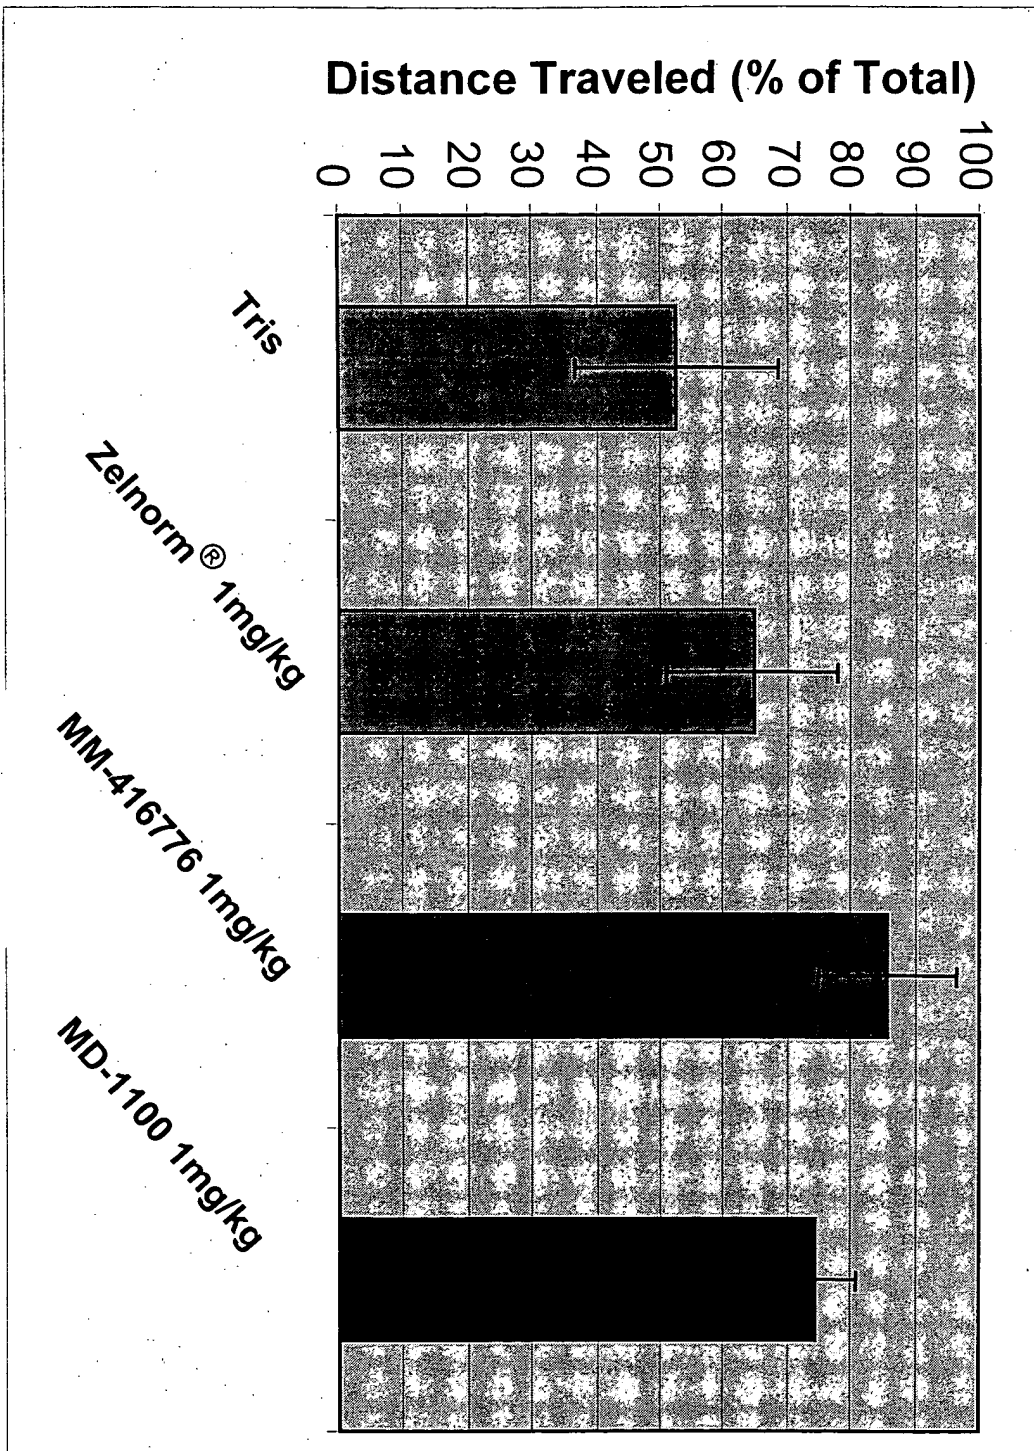 Distance Traveled (% of Total)
100
90
80
70
60
50
40
30
20
10
0
Tris
Zelnorm® 1mg/kg
MM-416776 1mg/kg
MD-1100 1mg/kg